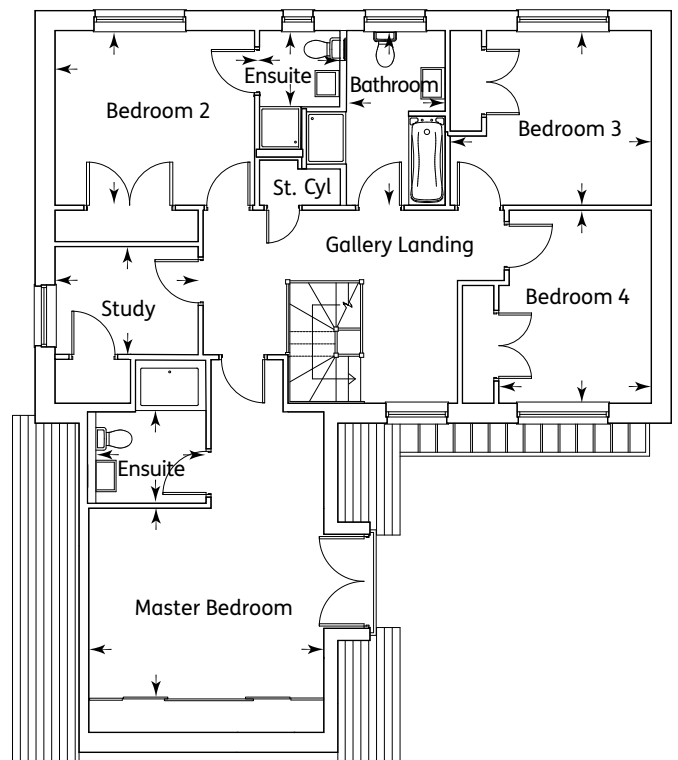 Ensuite
Bathroom
Bedroom 2
Bedroom 3
St. Cyl
Gallery Landing
Bedroom 4
Study
Ensuite
Master Bedroom